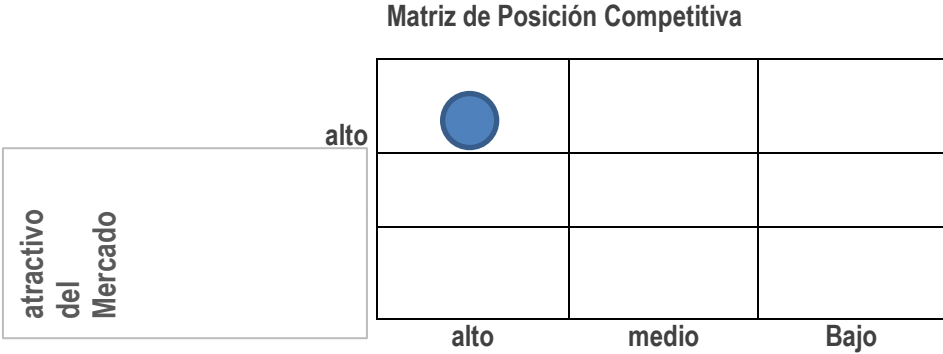 Matriz de Posición Competitiva
alto
atractivo
del
Mercado
alto medio Bajo